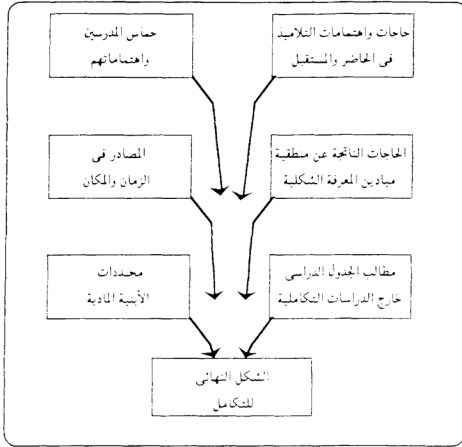 حاجات واهتمامات التلاميذ
فى الحاضر والمستقبل
حماس المدرسين
واهتماماتهم
الحاجات الناتجة عن منطقية
ميادين المعرفة الشكلية
المصادر فى
الزمان والمكان
مطالب الجدول الدراسى
خارج الدراسات التكاملية
محددات
الأبنية المادية
الشكل النهائى
للتكامل